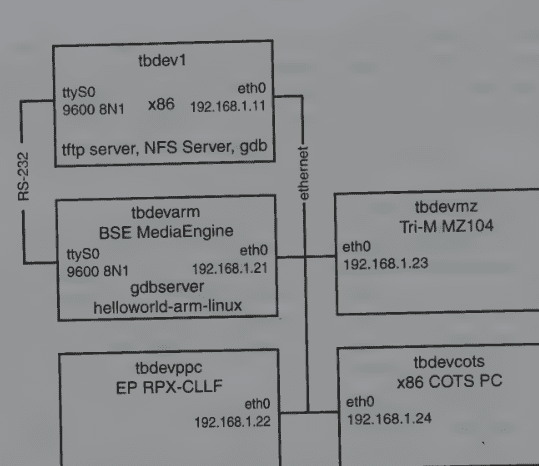 tbdev1
ttyS0
eth0
9600 8N1
x86
192.168.1.11
tftp server, NFS Server, gdb
RS-232
ethernet
tbdevarm
BSE MediaEngine
ttyS0
eth0
9600 8N1
192.168.1.21
gdbserver
helloworld-arm-linux
tbdevmz
Tri-M MZ104
eth0
192.168.1.23
tbdevppc
EP RPX-CLLF
eth0
192.168.1.22
tbdevcots
x86 COTS PC
eth0
192.168.1.24